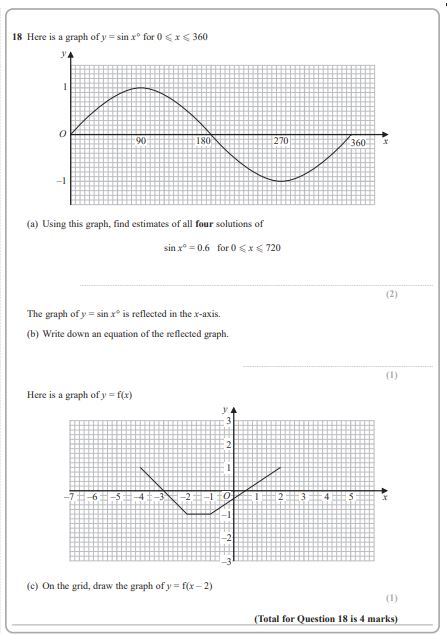 18 Here is a graph of y = sin x° for 0 ⩽ x ⩽ 360
y
1
O
90 180 270 360 x
−1
(a) Using this graph, find estimates of all four solutions of
sin x° = 0.6 for 0 ⩽ x ⩽ 720
(2)
The graph of y = sin x° is reflected in the x-axis.
(b) Write down an equation of the reflected graph.
(1)
Here is a graph of y = f(x)
y
3
2
1
−7 −6 −5 −4 −3 −2 −1 O 1 2 3 4 5 x
−1
−2
−3
(c) On the grid, draw the graph of y = f(x – 2)
(1)
(Total for Question 18 is 4 marks)